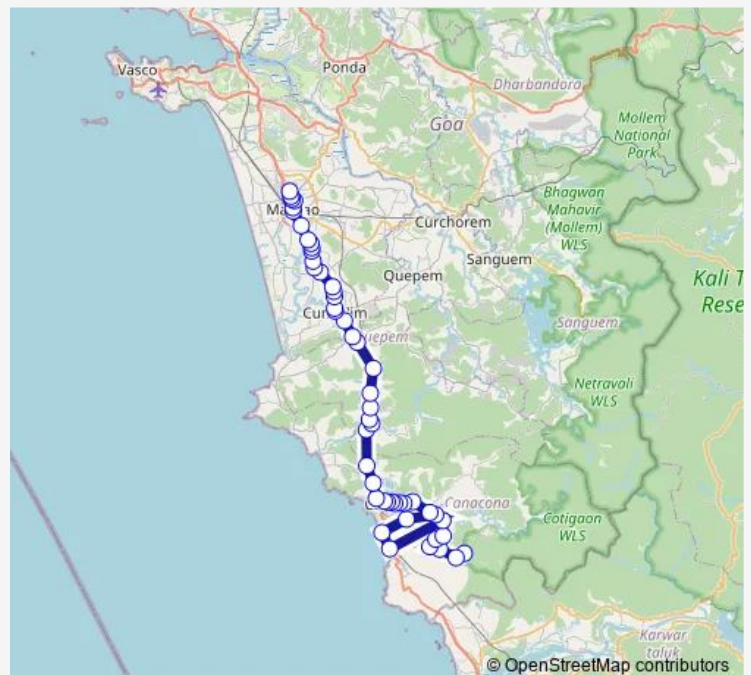 Vasco
Ponda
Dharbandora
Goa
Mollem
National
Park
Bhagwan
Mahavir
(Mollem)
WLS
Curchorem
Sanguem
Kali T
Rese
Quepem
Sanguem
Netravali
WLS
Canacona
Cotigaon
WLS
Karwar
taluk
© OpenStreetMap contributors